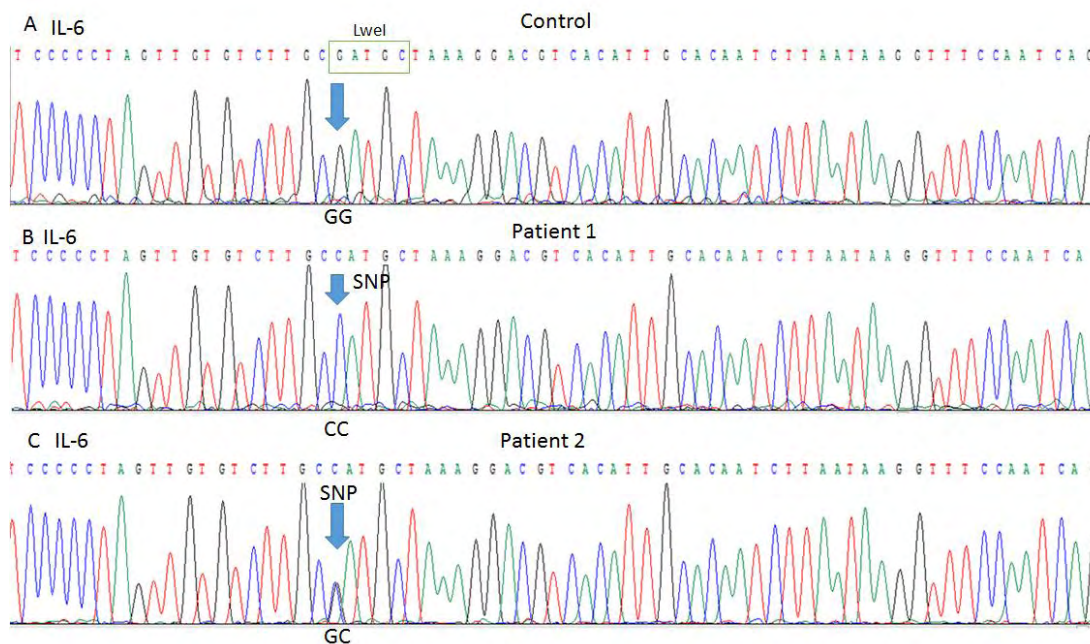 A IL-6 LweI Control
T C C C C C T A G T T G T G T C T T G C G A T G C T A A A G G A C G T C A C A T T G C A C A A T C T T A A T A A G G T T T C C A A T C A G
GG
B IL-6 Patient 1
T C C C C C T A G T T G T G T C T T G C C A T G C T A A A G G A C G T C A C A T T G C A C A A T C T T A A T A A G G T T T C C A A T C A
SNP
CC
C IL-6 Patient 2
T C C C C C T A G T T G T G T C T T G C C A T G C T A A A G G A C G T C A C A T T G C A C A A T C T T A A T A A G G T T T C C A A T C A
SNP
GC